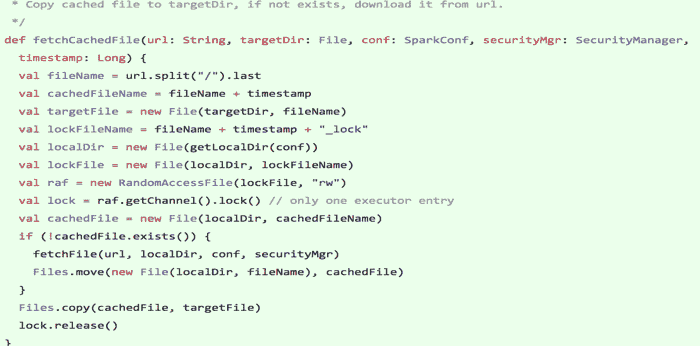 * Copy cached file to targetDir, if not exists, download it from url.
*/
def fetchCachedFile(url: String, targetDir: File, conf: SparkConf, securityMgr: SecurityManager,
timestamp: Long) {
val fileName = url.split("/").last
val cachedFileName = fileName + timestamp
val targetFile = new File(targetDir, fileName)
val lockFileName = fileName + timestamp + "_lock"
val localDir = new File(getLocalDir(conf))
val lockFile = new File(localDir, lockFileName)
val raf = new RandomAccessFile(lockFile, "rw")
val lock = raf.getChannel().lock() // only one executor entry
val cachedFile = new File(localDir, cachedFileName)
if (!cachedFile.exists()) {
fetchFile(url, localDir, conf, securityMgr)
Files.move(new File(localDir, fileName), cachedFile)
}
Files.copy(cachedFile, targetFile)
lock.release()
}